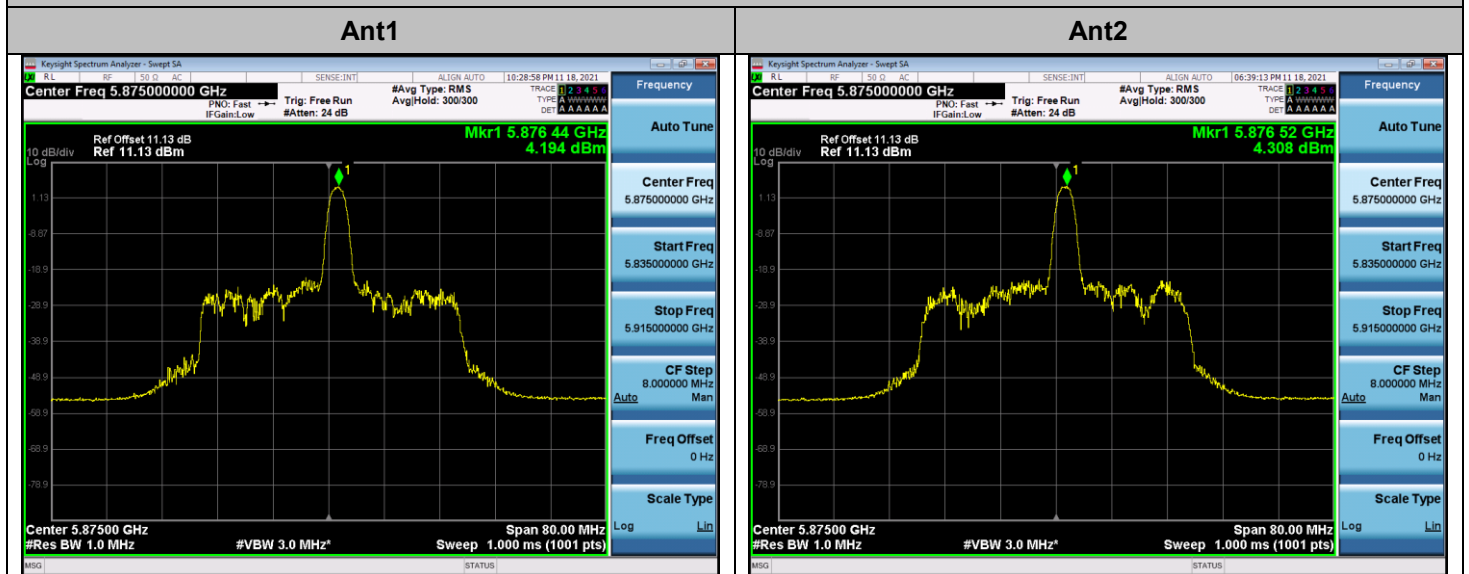 Ant1
Keysight Spectrum Analyzer - Swept SA
RL RF 50 Ω AC SENSE:INT ALIGN AUTO 10:28:58 PM 11 18, 2021
Center Freq 5.875000000 GHz
PNO: Fast
IFGain:Low
Trig: Free Run
#Atten: 24 dB
#Avg Type: RMS
Avg|Hold: 300/300
TRACE 1 2 3 4 5 6
TYPE A WWWWW
DET A A A A A A
Ref Offset 11.13 dB
Ref 11.13 dBm
10 dB/div
Log
Mkr1 5.876 44 GHz
4.194 dBm
1
1.13
-8.87
-18.9
-28.9
-38.9
-48.9
-58.9
-68.9
-78.9
Center 5.87500 GHz
#Res BW 1.0 MHz
#VBW 3.0 MHz*
Span 80.00 MHz
Sweep 1.000 ms (1001 pts)
MSG
STATUS
Frequency
Auto Tune
Center Freq
5.875000000 GHz
Start Freq
5.835000000 GHz
Stop Freq
5.915000000 GHz
CF Step
8.000000 MHz
Auto Man
Freq Offset
0 Hz
Scale Type
Log Lin
Ant2
Keysight Spectrum Analyzer - Swept SA
RL RF 50 Ω AC SENSE:INT ALIGN AUTO 06:39:13 PM 11 18, 2021
Center Freq 5.875000000 GHz
PNO: Fast
IFGain:Low
Trig: Free Run
#Atten: 24 dB
#Avg Type: RMS
Avg|Hold: 300/300
TRACE 1 2 3 4 5 6
TYPE A WWWWW
DET A A A A A A
Ref Offset 11.13 dB
Ref 11.13 dBm
10 dB/div
Log
Mkr1 5.876 52 GHz
4.308 dBm
1
1.13
-8.87
-18.9
-28.9
-38.9
-48.9
-58.9
-68.9
-78.9
Center 5.87500 GHz
#Res BW 1.0 MHz
#VBW 3.0 MHz*
Span 80.00 MHz
Sweep 1.000 ms (1001 pts)
MSG
STATUS
Frequency
Auto Tune
Center Freq
5.875000000 GHz
Start Freq
5.835000000 GHz
Stop Freq
5.915000000 GHz
CF Step
8.000000 MHz
Auto Man
Freq Offset
0 Hz
Scale Type
Log Lin